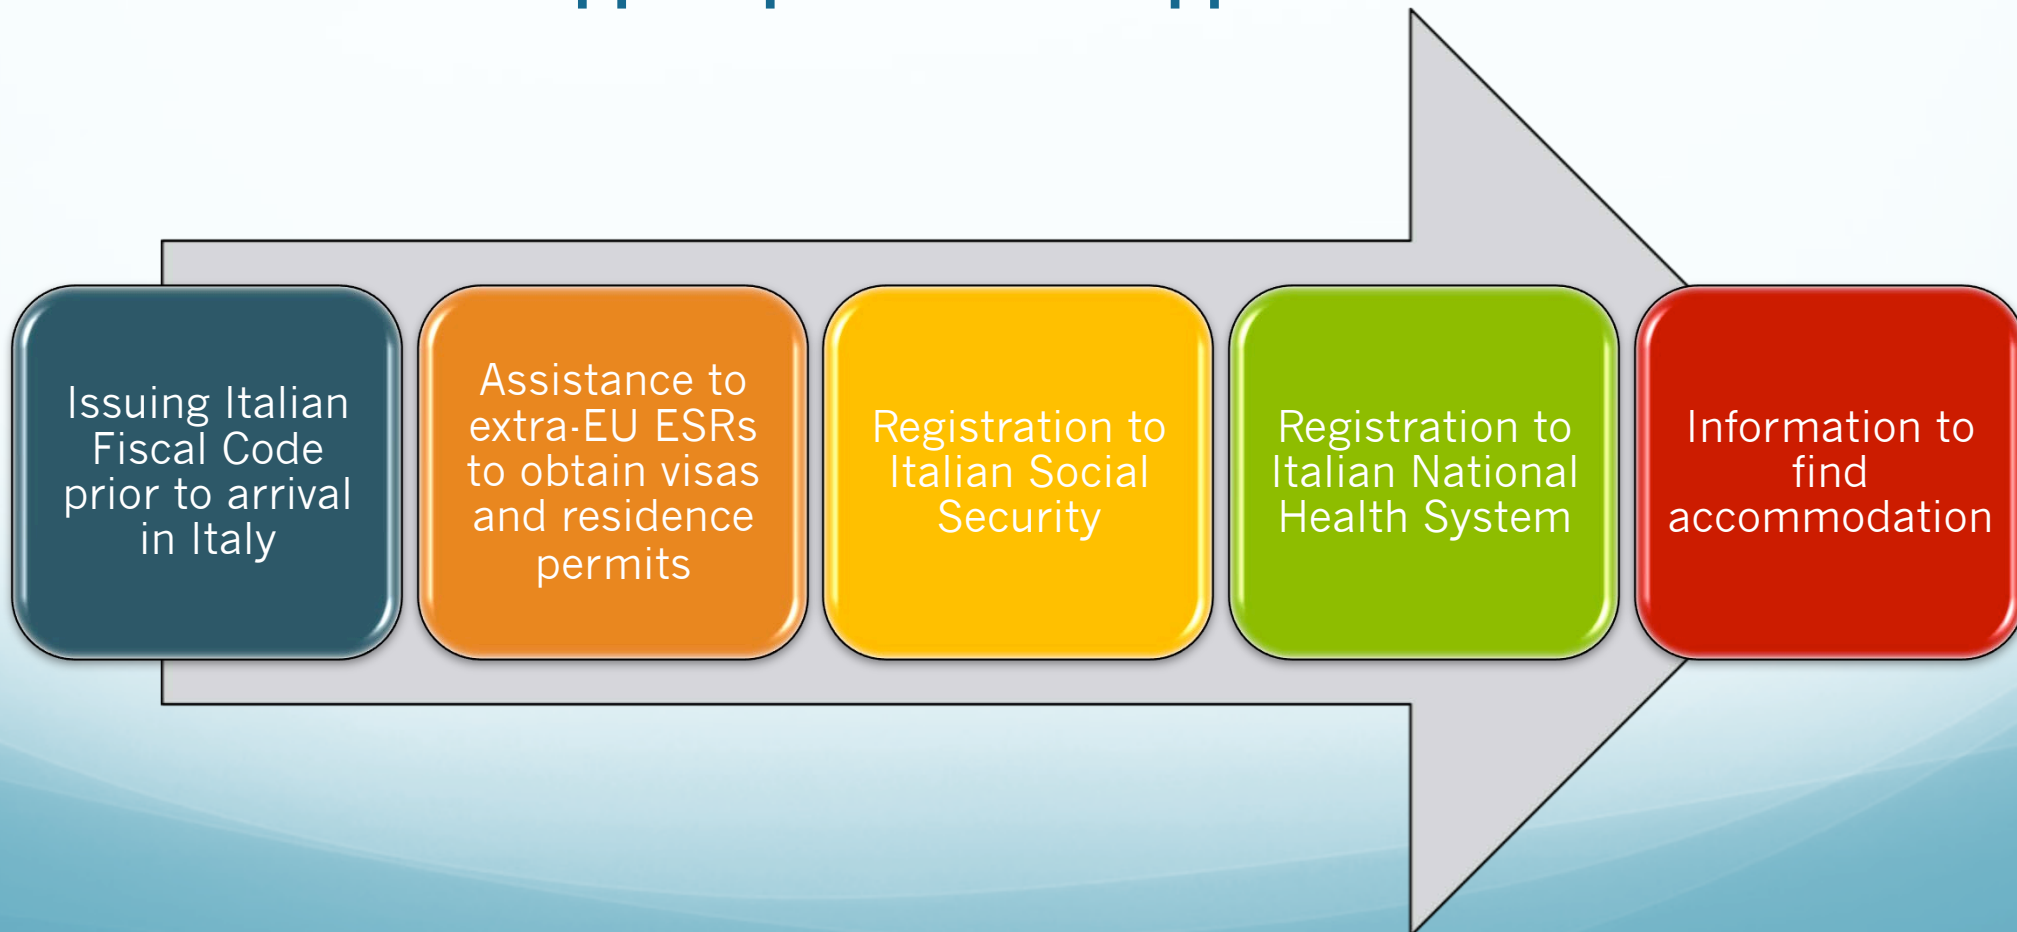 Issuing Italian
Fiscal Code
prior to arrival
in Italy
Assistance to
extra-EU ESRs
to obtain visas
and residence
permits
Registration to
Italian Social
Security
Registration to
Italian National
Health System
Information to
find
accommodation